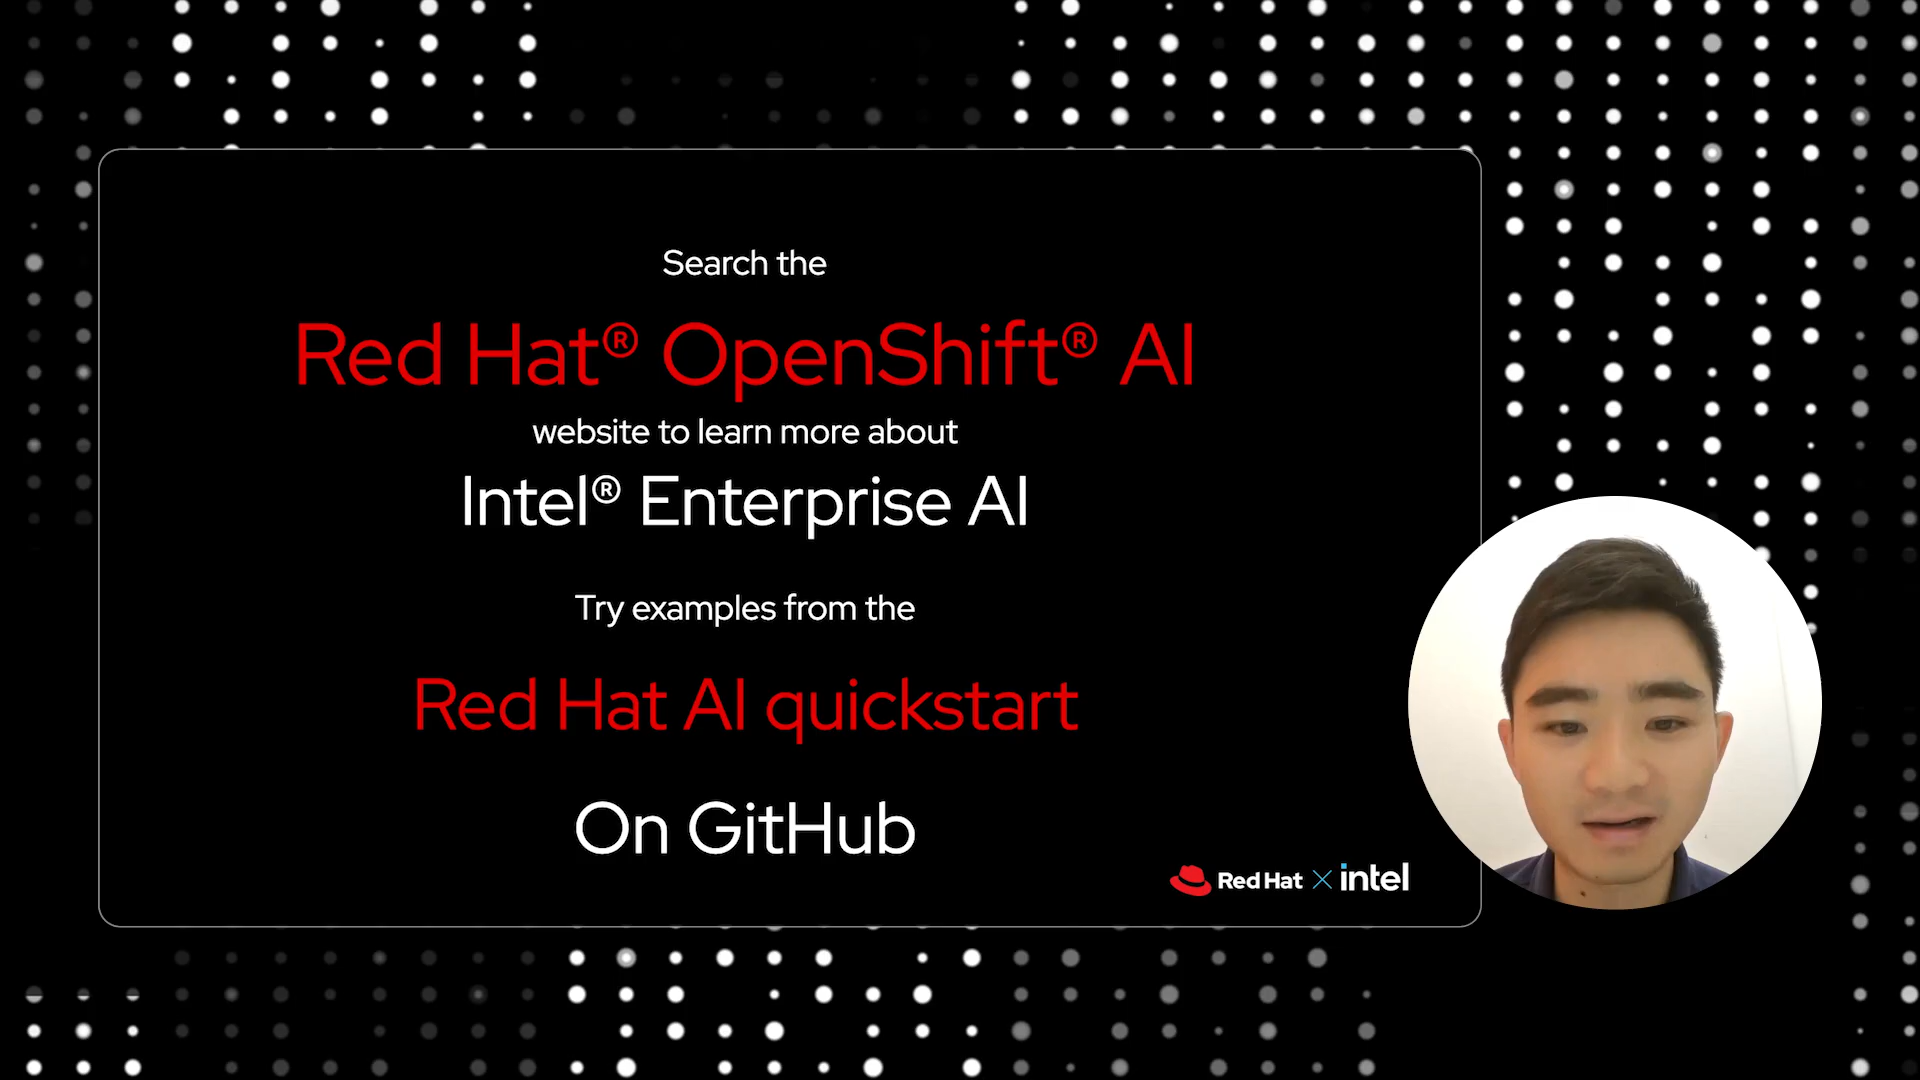 Search the
Red Hat® OpenShift® AI
website to learn more about
Intel® Enterprise AI
Try examples from the
Red Hat AI quickstart
On GitHub
Red Hat X intel